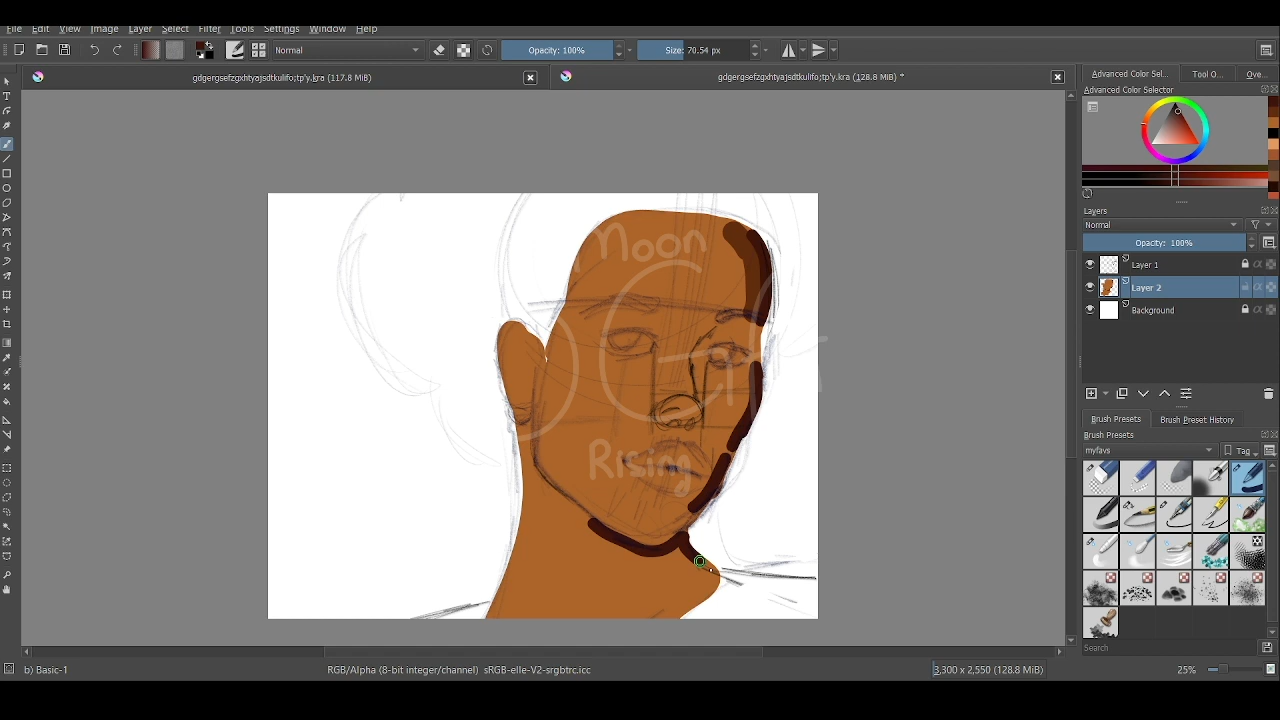 File Edit View Image Layer Select Filter Tools Settings Window Help
Normal
Opacity: 100%
Size: 70.54 px
gdgergsefzgxhtyajsdtkulifo;tp'y.kra (117.8 MiB)
gdgergsefzgxhtyajsdtkulifo;tp'y.kra (128.8 MiB) *
Advanced Color Sel... Tool O... Ove...
Advanced Color Selector
Layers
Normal
Opacity: 100%
Layer 1
Layer 2
Background
Brush Presets Brush Preset History
Brush Presets
myfavs
Tag
Search
Moon
Rising
b) Basic-1
RGB/Alpha (8-bit integer/channel) sRGB-elle-V2-srgbtrc.icc
3,300 x 2,550 (128.8 MiB)
25%